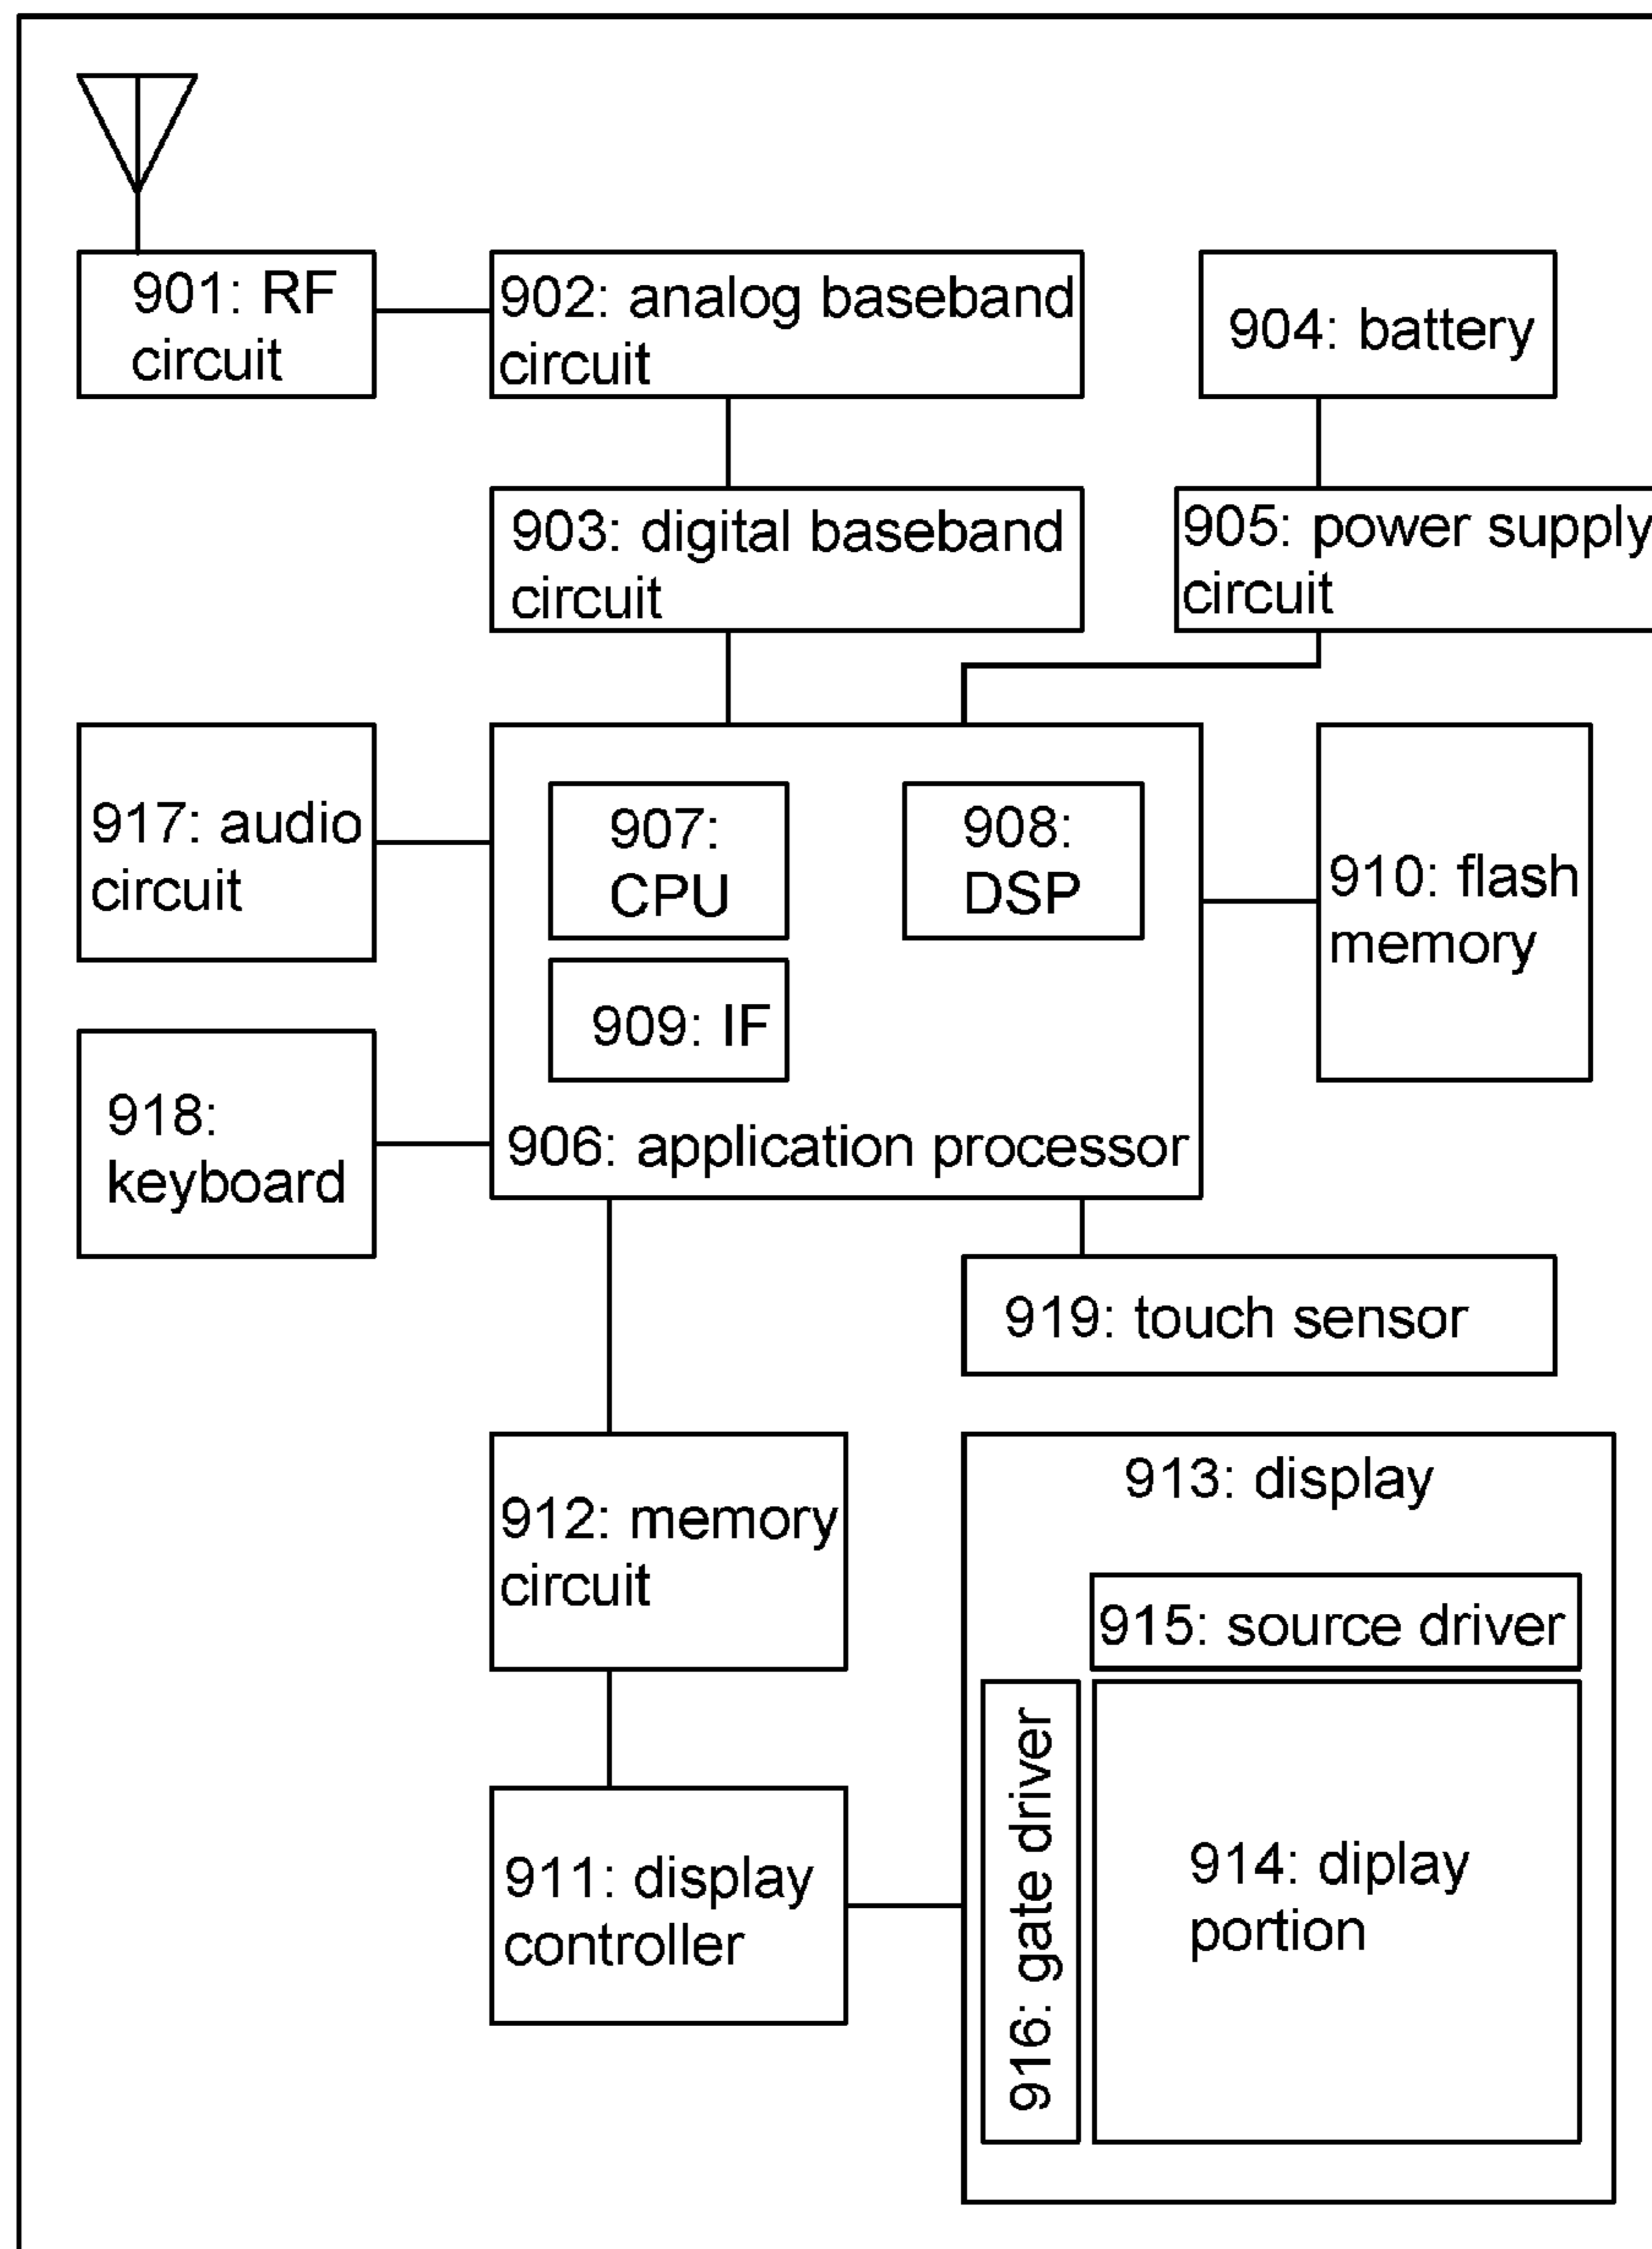 901: RF
circuit
902: analog baseband
circuit
904: battery
903: digital baseband
circuit
905: power supply
circuit
917: audio
circuit
907:
CPU
908:
DSP
910: flash
memory
909: IF
918:
keyboard
906: application processor
919: touch sensor
912: memory
circuit
913: display
915: source driver
916: gate driver
914: diplay
portion
911: display
controller